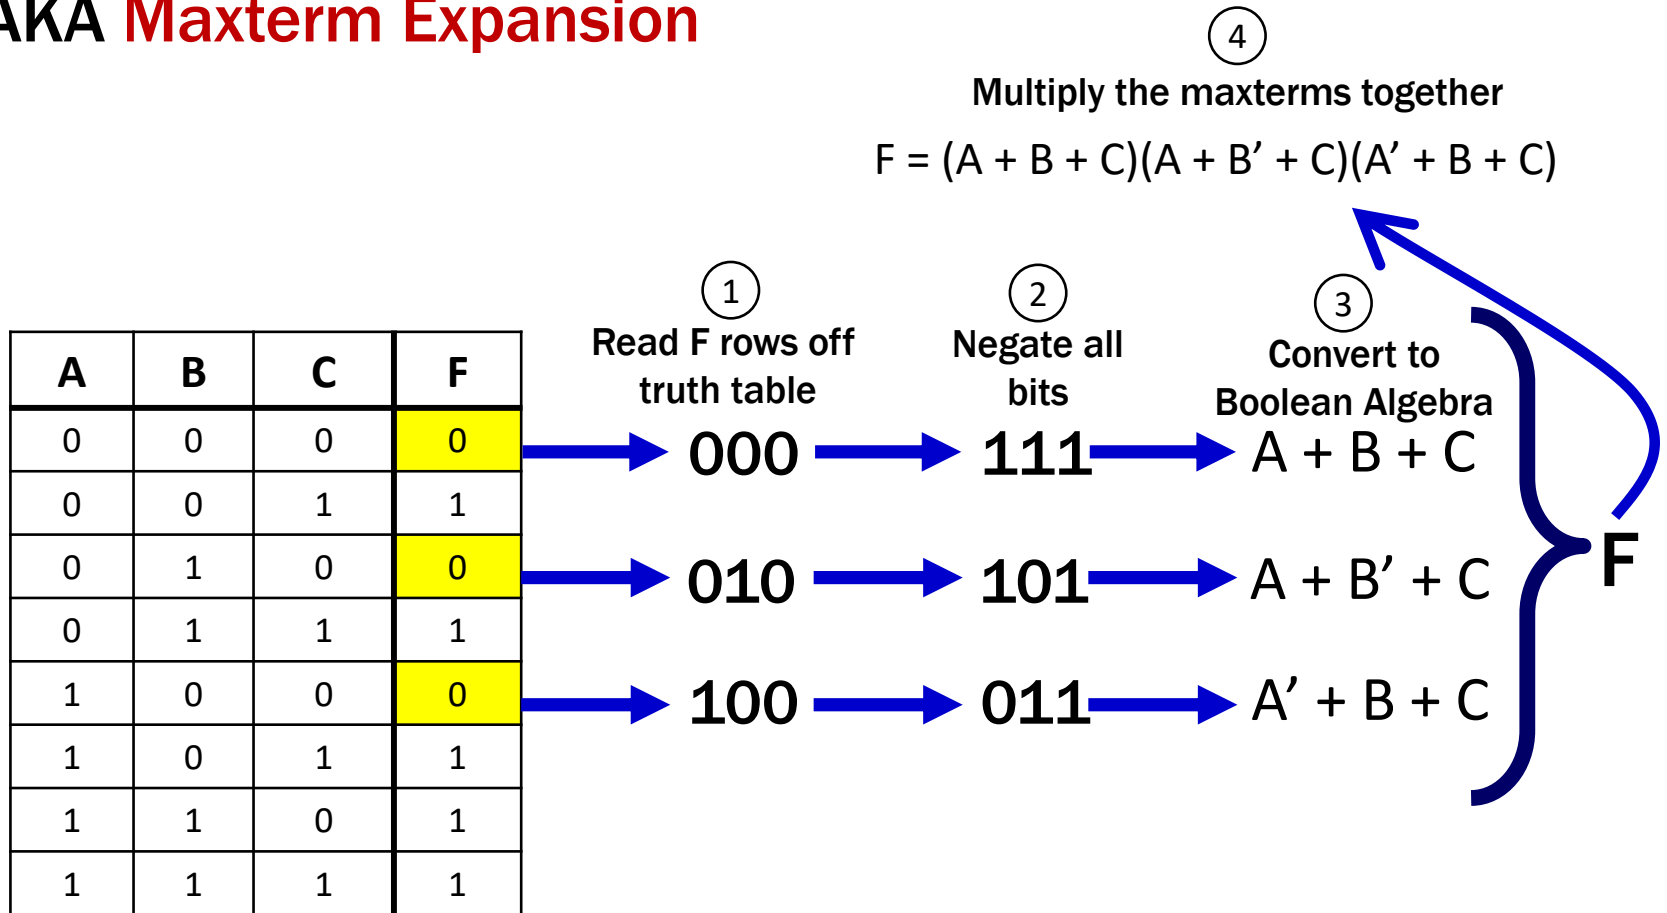 AKA Maxterm Expansion
4
Multiply the maxterms together
F = (A + B + C)(A + B’ + C)(A’ + B + C)
1
Read F rows off
truth table
2
Negate all
bits
3
Convert to
Boolean Algebra
A B C F
0 0 0 0
000 111 A + B + C
0 0 1 1
0 1 0 0
010 101 A + B’ + C
0 1 1 1
1 0 0 0
100 011 A’ + B + C
1 0 1 1
1 1 0 1
1 1 1 1
F